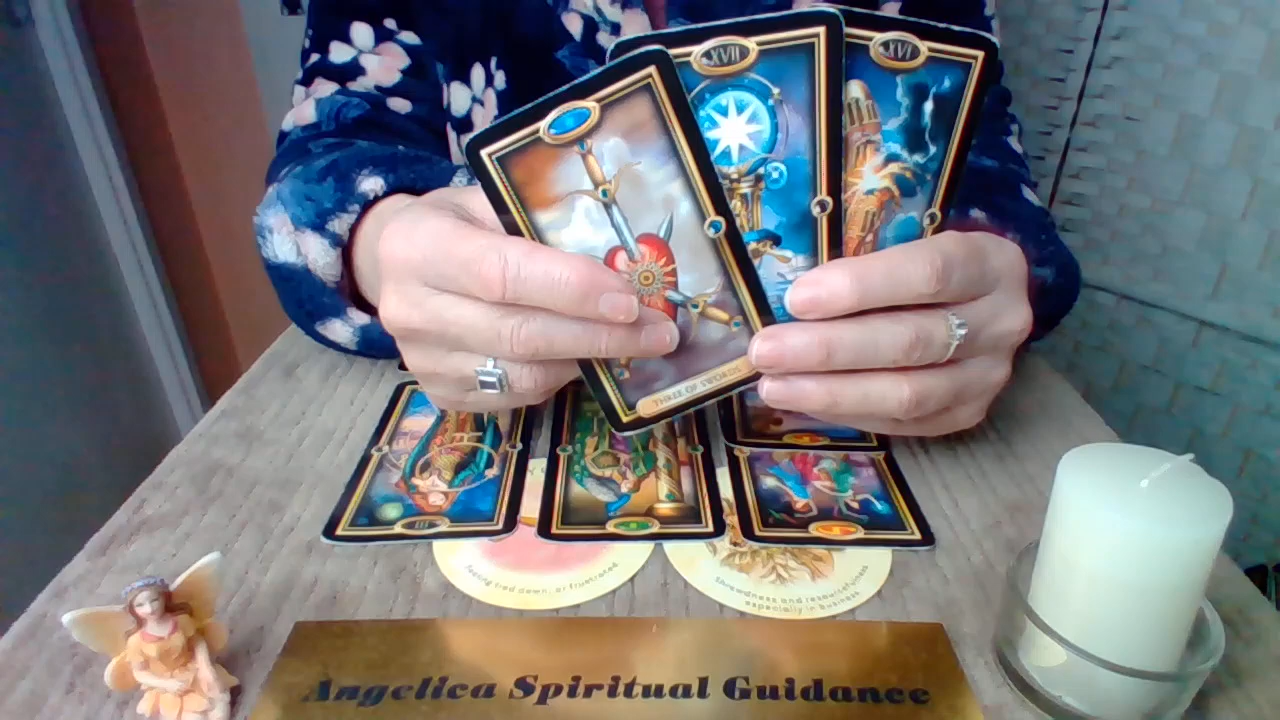 XVII
XVI
THREE OF SWORDS
III
Feeling tied down, or frustrated
Shrewdness and resourcefulness
especially in business
Angelica Spiritual Guidance